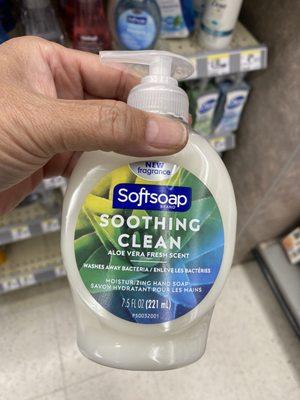 NEW
fragrance
Softsoap
BRAND
SOOTHING
CLEAN
ALOE VERA FRESH SCENT
WASHES AWAY BACTERIA / ENLÈVE LES BACTÉRIES
MOISTURIZING HAND SOAP
SAVON HYDRATANT POUR LES MAINS
7.5 FL OZ (221 mL)
PS0032001